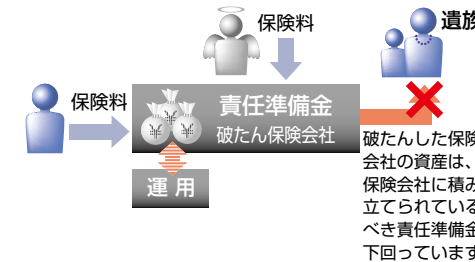 保険料
遺族
保険料
責任準備金
破たん保険会社
¥ ¥ ¥
運用
破たんした保険
会社の資産は、
保険会社に積み
立てられている
べき責任準備金
下回っています